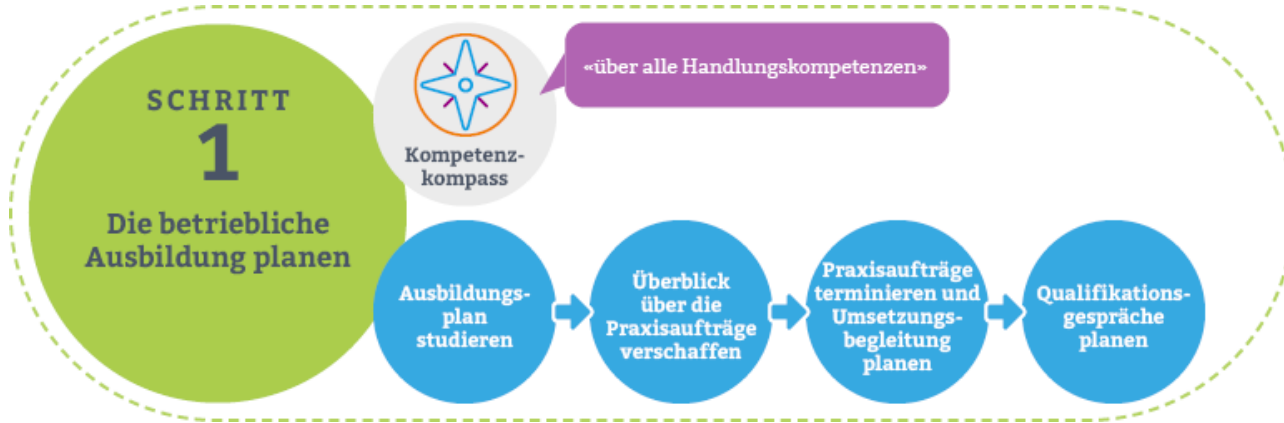 SCHRITT
1
Die betriebliche
Ausbildung planen
Kompetenz-
kompass
«über alle Handlungskompetenzen»
Ausbildungs-
plan
studieren
Überblick
über die
Praxisaufträge
verschaffen
Praxisaufträge
terminieren und
Umsetzungs-
begleitung
planen
Qualifikations-
gespräche
planen